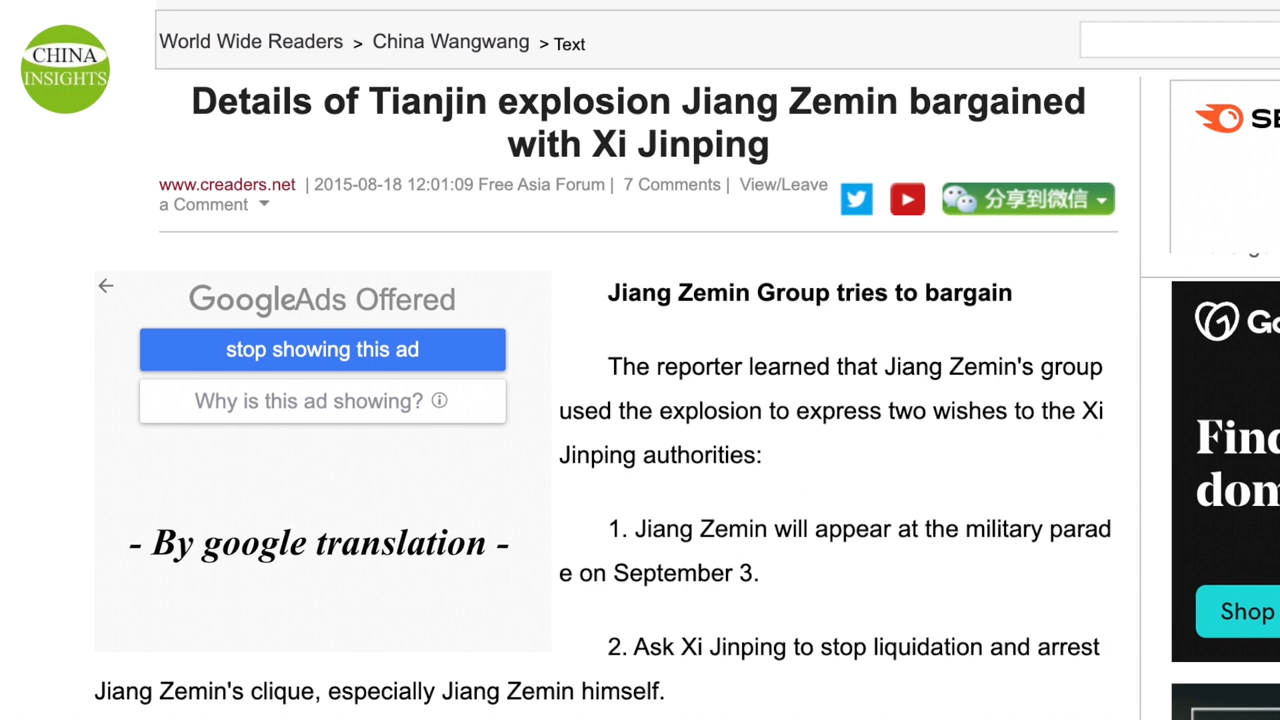 CHINA
INSIGHTS
World Wide Readers > China Wangwang > Text
Details of Tianjin explosion Jiang Zemin bargained
with Xi Jinping
www.creaders.net | 2015-08-18 12:01:09 Free Asia Forum | 7 Comments | View/Leave
a Comment
分享到微信
GoogleAds Offered
stop showing this ad
Why is this ad showing?
- By google translation -
Jiang Zemin Group tries to bargain
The reporter learned that Jiang Zemin's group
used the explosion to express two wishes to the Xi
Jinping authorities:
1. Jiang Zemin will appear at the military parad
e on September 3.
2. Ask Xi Jinping to stop liquidation and arrest
Jiang Zemin's clique, especially Jiang Zemin himself.
SE
Go
Find
dom
Shop